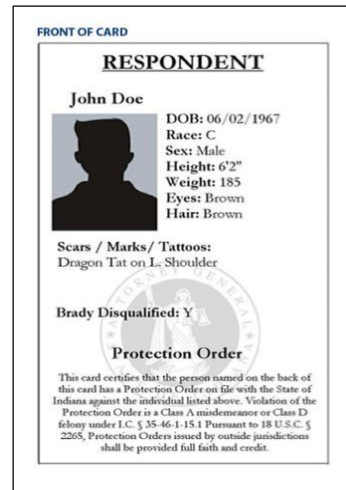 FRONT OF CARD
RESPONDENT
John Doe
DOB: 06/02/1967
Race: C
Sex: Male
Height: 6'2"
Weight: 185
Eyes: Brown
Hair: Brown
Scars / Marks/ Tattoos:
Dragon Tat on L. Shoulder
ATTORNEY GENERAL
Brady Disqualified: Y
Protection Order
This card certifies that the person named on the back of
this card has a Protection Order on file with the State of
Indiana against the individual listed above. Violation of the
Protection Order is a Class A misdemeanor or Class D
felony under I.C. § 35-46-1-15.1 Pursuant to 18 U.S.C. §
2265, Protection Orders issued by outside jurisdictions
shall be provided full faith and credit.